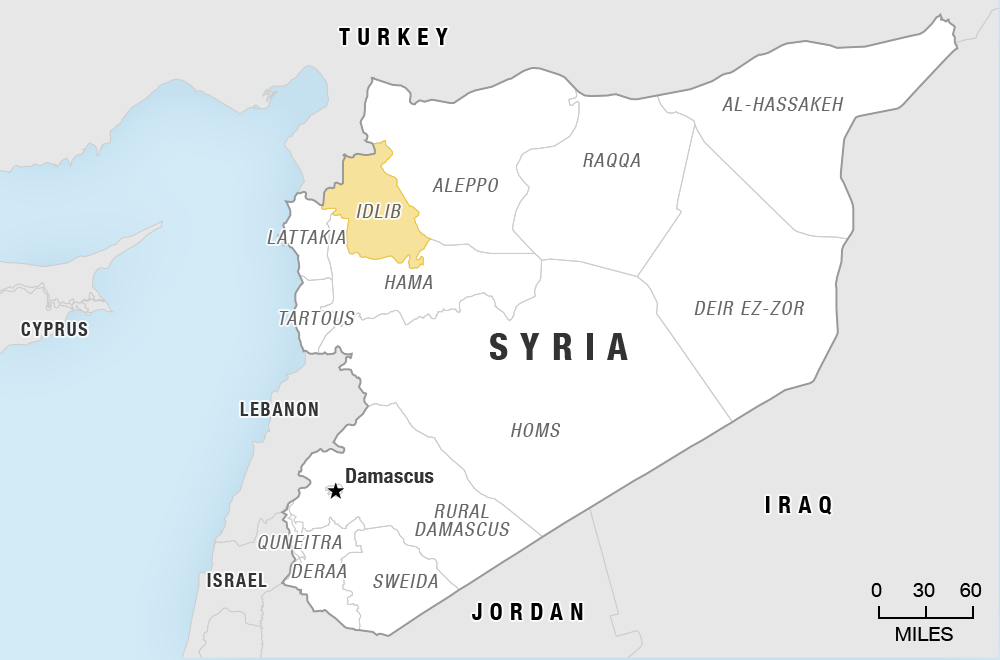 TURKEY
AL-HASSAKEH
RAQQA
ALEPPO
IDLIB
LATTAKIA
HAMA
DEIR EZ-ZOR
TARTOUS
CYPRUS
SYRIA
LEBANON
HOMS
Damascus
IRAQ
RURAL
DAMASCUS
QUNEITRA
DERAA
ISRAEL
SWEIDA
JORDAN
0 30 60
MILES